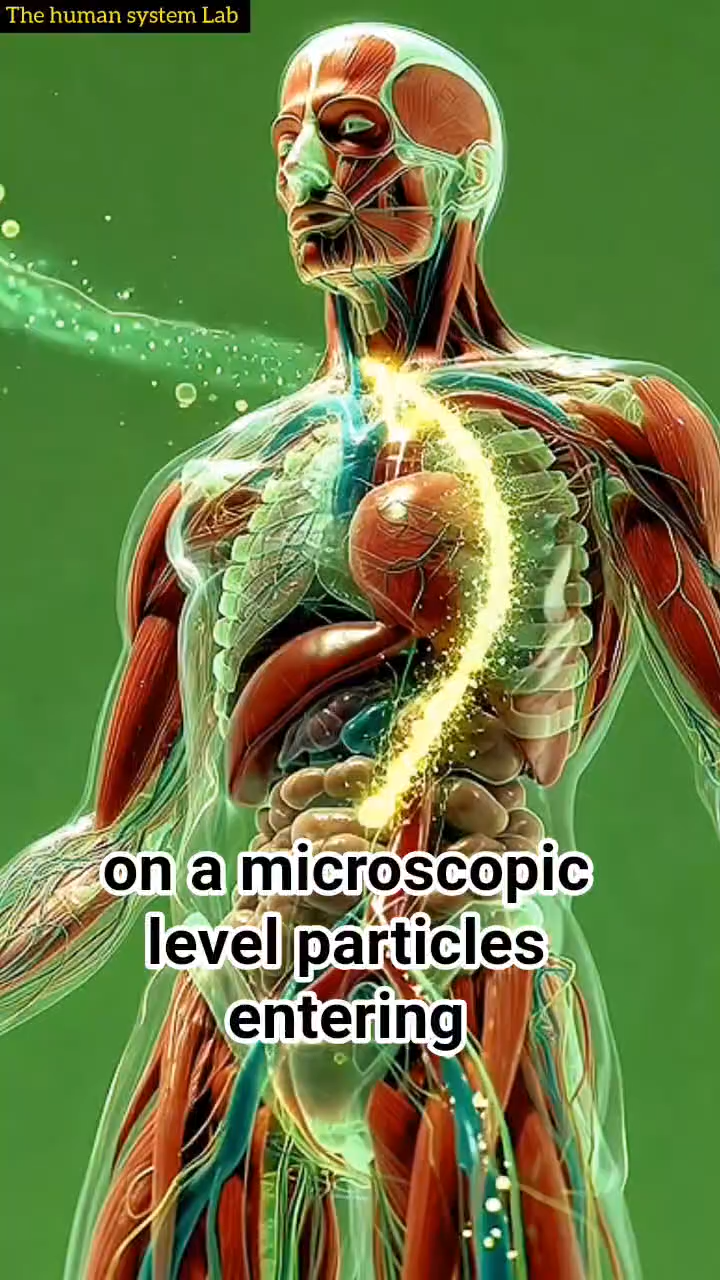 The human system Lab
on a microscopic
level particles
entering